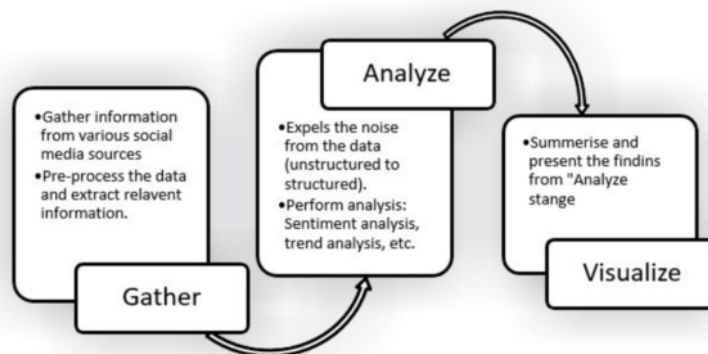 •Gather information
from various social
media sources
•Pre-process the data
and extract relavent
information.
Gather
Analyze
•Expels the noise
from the data
(unstructured to
structured).
•Perform analysis:
Sentiment analysis,
trend analysis, etc.
•Summerise and
present the findins
from "Analyze
stange
Visualize